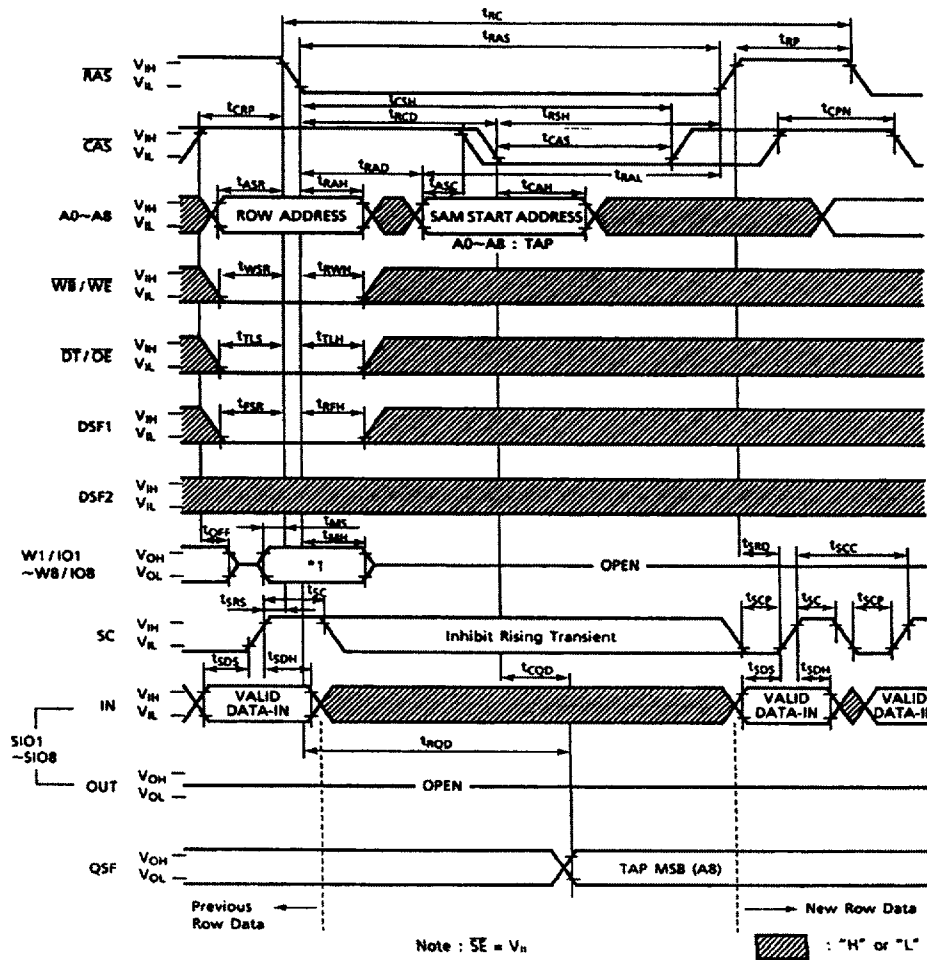 tRC
tRAS
tRP
RAS
VIH
VIL
tCSH
tCRP
tRCD
tRSH
tCPN
CAS
VIH
VIL
tCAS
tRAD
tRAL
tASR
tRAH
tASC
tCAH
A0~A8
VIH
VIL
ROW ADDRESS
SAM START ADDRESS
A0~A8 : TAP
tWSR
tRWH
WB/WE
VIH
VIL
tTLS
tTLH
DT/OE
VIH
VIL
tFSR
tRFH
DSF1
VIH
VIL
DSF2
VIH
VIL
tOFF
tMS
tMH
W1/IO1
~W8/IO8
VOH
VOL
*1
OPEN
tSRD
tSCC
tSRS
tSC
tSCP
tSC
tSCP
SC
VIH
VIL
Inhibit Rising Transient
tSDS
tSDH
tCQD
tSDS
tSDH
IN
VIH
VIL
VALID
DATA-IN
VALID
DATA-IN
VALID
DATA-IN
SIO1
~SIO8
tRQD
OUT
VOH
VOL
OPEN
QSF
VOH
VOL
TAP MSB (A8)
Previous
Row Data
New Row Data
Note : SE = VIH
: "H" or "L"